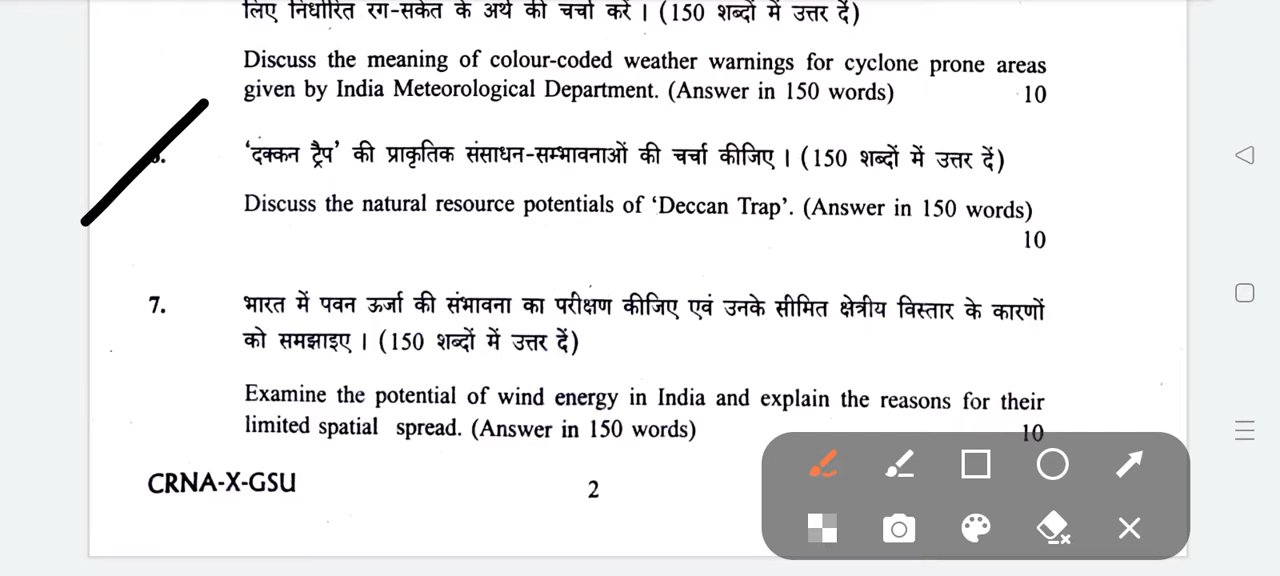 लिए निर्धारित रंग-संकेत के अर्थ की चर्चा करें । (150 शब्दों में उत्तर दें)
Discuss the meaning of colour-coded weather warnings for cyclone prone areas
given by India Meteorological Department. (Answer in 150 words) 10
'दक्कन ट्रैप' की प्राकृतिक संसाधन-सम्भावनाओं की चर्चा कीजिए । (150 शब्दों में उत्तर दें)
Discuss the natural resource potentials of 'Deccan Trap'. (Answer in 150 words)
10
7. भारत में पवन ऊर्जा की संभावना का परीक्षण कीजिए एवं उनके सीमित क्षेत्रीय विस्तार के कारणों
को समझाइए । (150 शब्दों में उत्तर दें)
Examine the potential of wind energy in India and explain the reasons for their
limited spatial spread. (Answer in 150 words) 10
CRNA-X-GSU 2